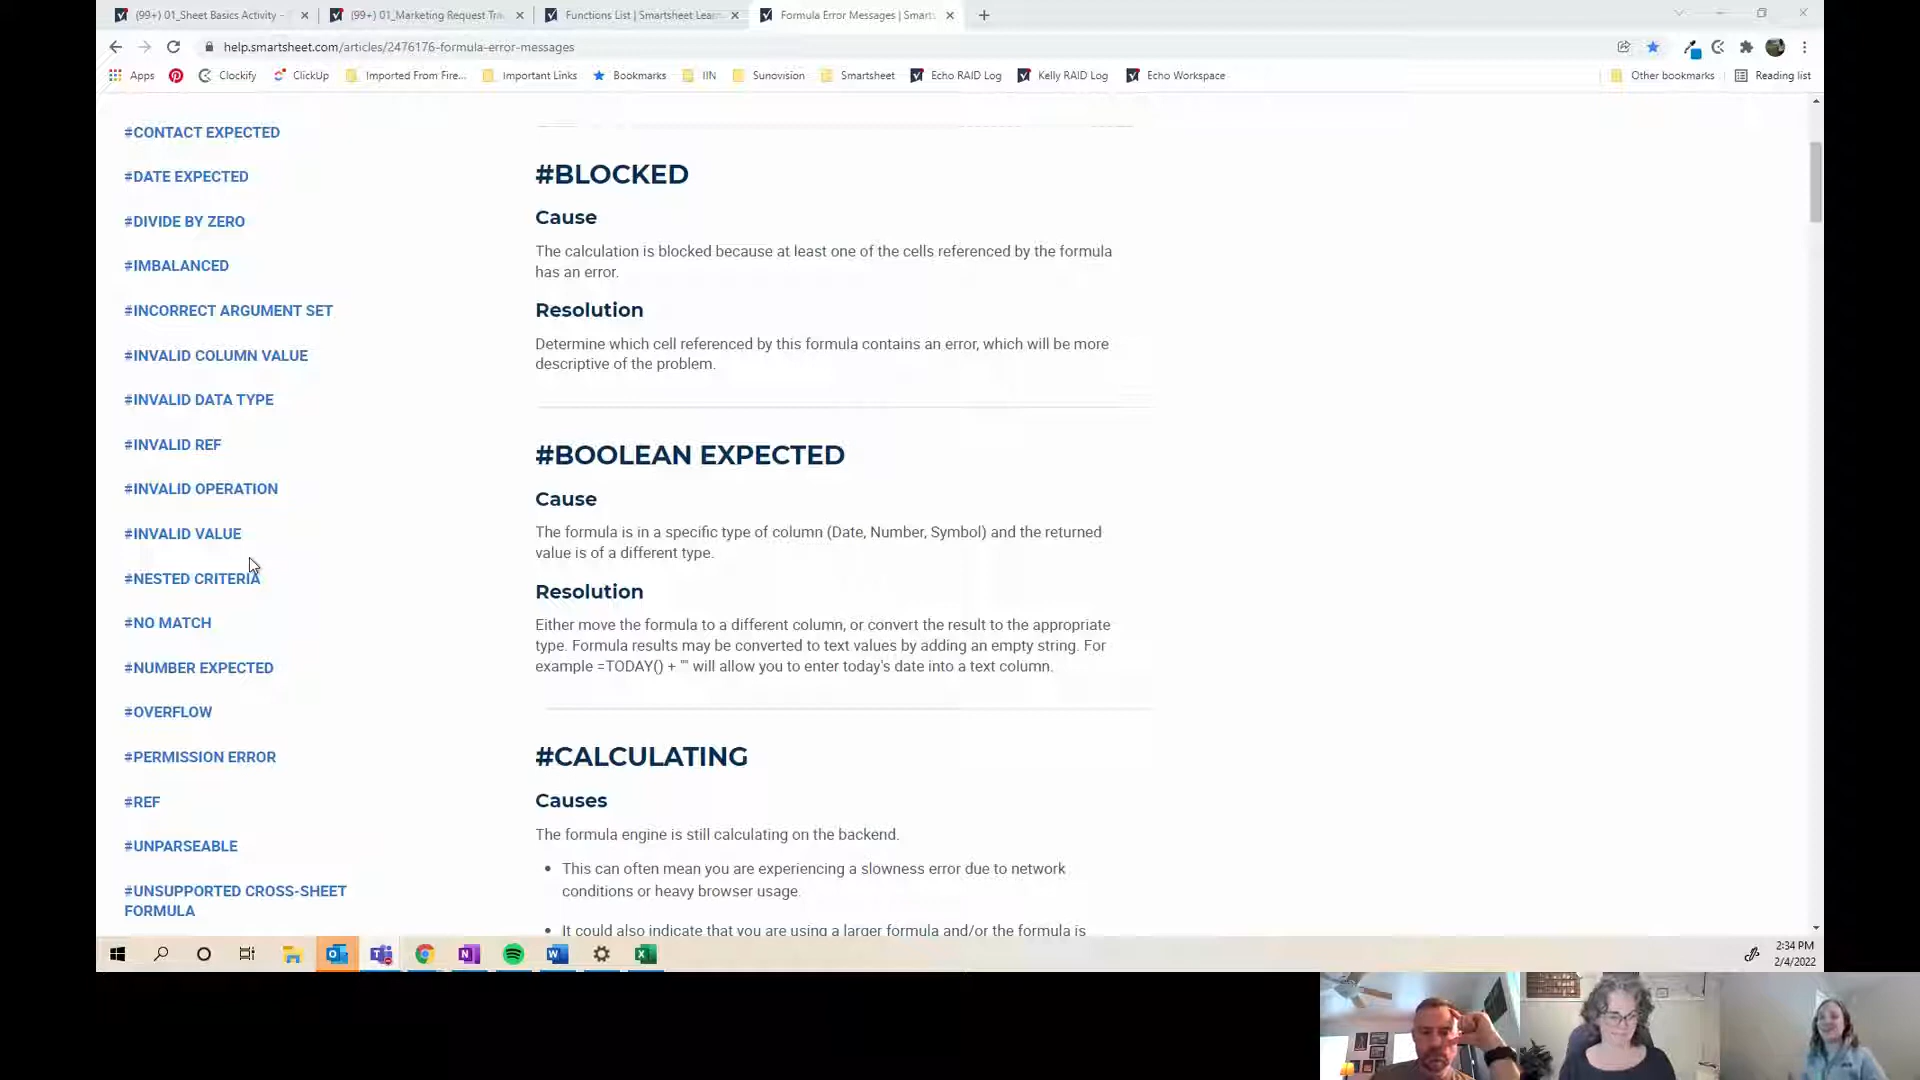 (99+) 01_Sheet Basics Activity -
(99+) 01_Marketing Request Tra
Functions List | Smartsheet Lear
Formula Error Messages | Smarts
help.smartsheet.com/articles/2476176-formula-error-messages
Apps
Clockify
ClickUp
Imported From Fire...
Important Links
Bookmarks
IIN
Sunovision
Smartsheet
Echo RAID Log
Kelly RAID Log
Echo Workspace
Other bookmarks
Reading list
#CONTACT EXPECTED
#DATE EXPECTED
#DIVIDE BY ZERO
#IMBALANCED
#INCORRECT ARGUMENT SET
#INVALID COLUMN VALUE
#INVALID DATA TYPE
#INVALID REF
#INVALID OPERATION
#INVALID VALUE
#NESTED CRITERIA
#NO MATCH
#NUMBER EXPECTED
#OVERFLOW
#PERMISSION ERROR
#REF
#UNPARSEABLE
#UNSUPPORTED CROSS-SHEET
FORMULA
#BLOCKED
Cause
The calculation is blocked because at least one of the cells referenced by the formula
has an error.
Resolution
Determine which cell referenced by this formula contains an error, which will be more
descriptive of the problem.
#BOOLEAN EXPECTED
Cause
The formula is in a specific type of column (Date, Number, Symbol) and the returned
value is of a different type.
Resolution
Either move the formula to a different column, or convert the result to the appropriate
type. Formula results may be converted to text values by adding an empty string. For
example =TODAY() + "" will allow you to enter today's date into a text column.
#CALCULATING
Causes
The formula engine is still calculating on the backend.
• This can often mean you are experiencing a slowness error due to network
conditions or heavy browser usage.
• It could also indicate that you are using a larger formula and/or the formula is
2:34 PM
2/4/2022